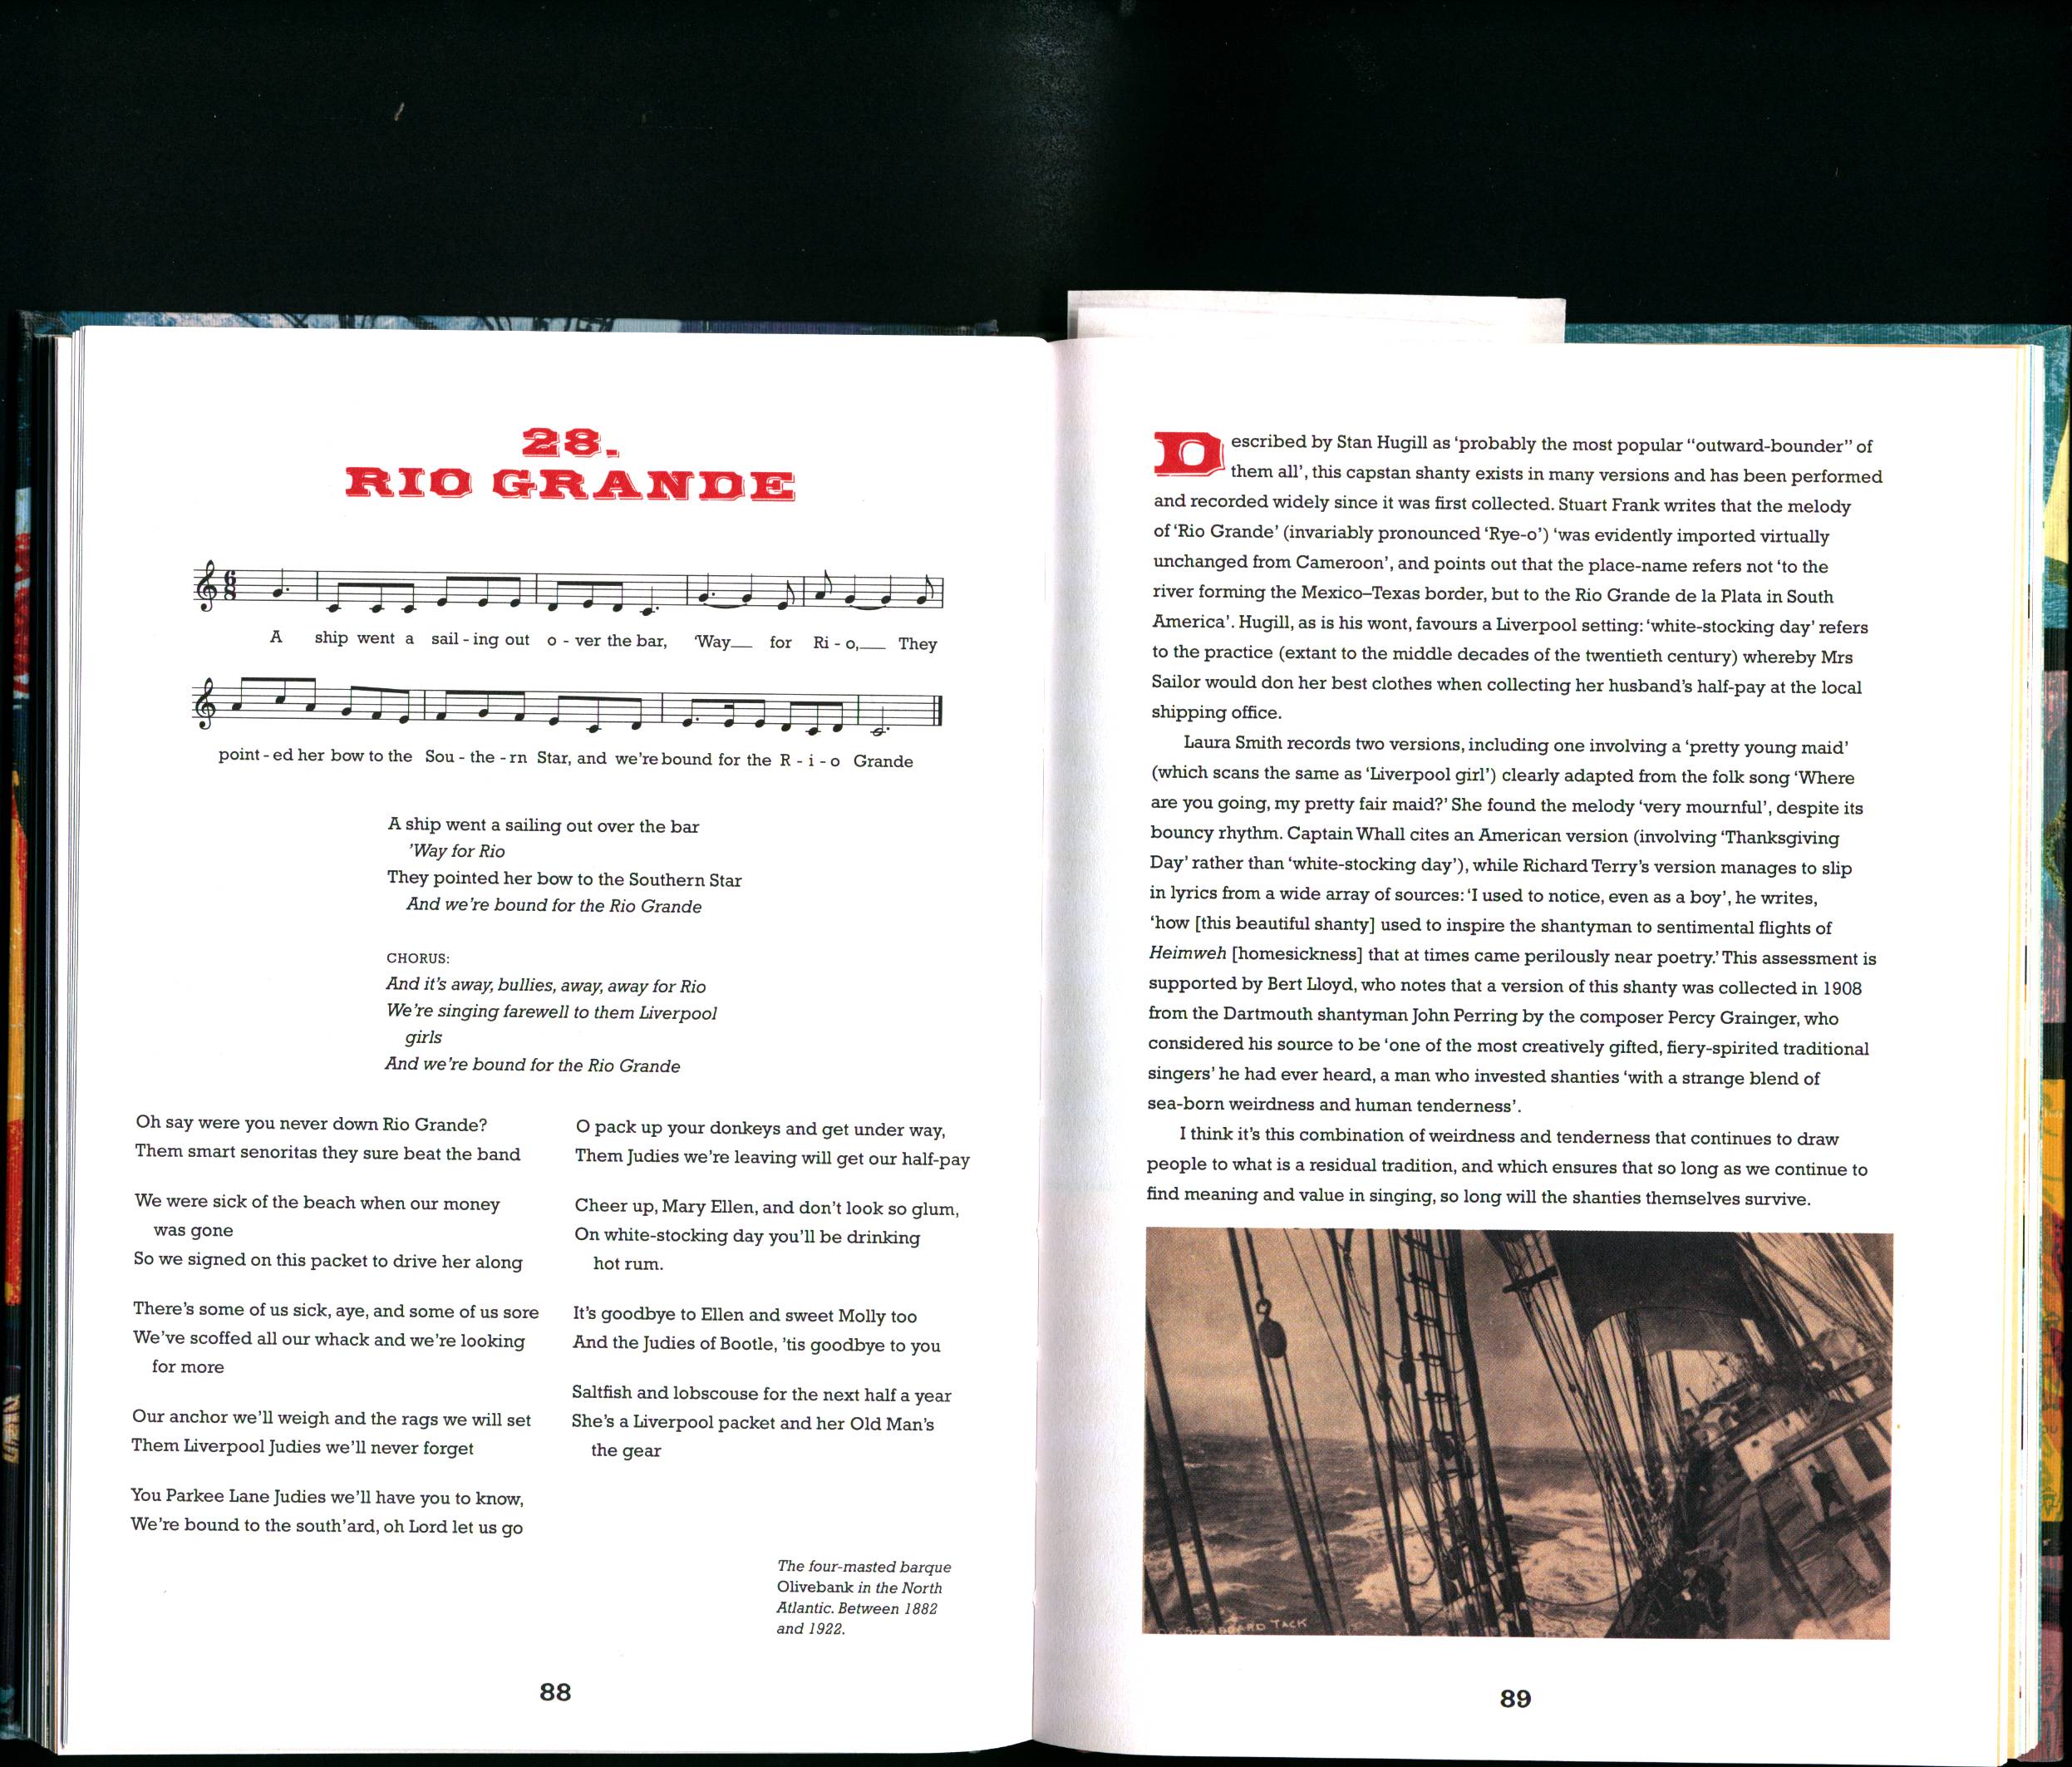 28.
RIO GRANDE
6
8
A ship went a sail - ing out o - ver the bar, 'Way for Ri - o, They
point - ed her bow to the Sou - the - rn Star, and we're bound for the R - i - o Grande
A ship went a sailing out over the bar
'Way for Rio
They pointed her bow to the Southern Star
And we're bound for the Rio Grande
CHORUS:
And it's away, bullies, away, away for Rio
We're singing farewell to them Liverpool
girls
And we're bound for the Rio Grande
Oh say were you never down Rio Grande?
Them smart senoritas they sure beat the band
We were sick of the beach when our money
was gone
So we signed on this packet to drive her along
There's some of us sick, aye, and some of us sore
We've scoffed all our whack and we're looking
for more
Our anchor we'll weigh and the rags we will set
Them Liverpool Judies we'll never forget
You Parkee Lane Judies we'll have you to know,
We're bound to the south'ard, oh Lord let us go
O pack up your donkeys and get under way,
Them Judies we're leaving will get our half-pay
Cheer up, Mary Ellen, and don't look so glum,
On white-stocking day you'll be drinking
hot rum.
It's goodbye to Ellen and sweet Molly too
And the Judies of Bootle, 'tis goodbye to you
Saltfish and lobscouse for the next half a year
She's a Liverpool packet and her Old Man's
the gear
The four-masted barque
Olivebank in the North
Atlantic. Between 1882
and 1922.
88
Described by Stan Hugill as 'probably the most popular "outward-bounder" of
them all', this capstan shanty exists in many versions and has been performed
and recorded widely since it was first collected. Stuart Frank writes that the melody
of 'Rio Grande' (invariably pronounced 'Rye-o') 'was evidently imported virtually
unchanged from Cameroon', and points out that the place-name refers not 'to the
river forming the Mexico–Texas border, but to the Rio Grande de la Plata in South
America'. Hugill, as is his wont, favours a Liverpool setting: 'white-stocking day' refers
to the practice (extant to the middle decades of the twentieth century) whereby Mrs
Sailor would don her best clothes when collecting her husband's half-pay at the local
shipping office.
Laura Smith records two versions, including one involving a 'pretty young maid'
(which scans the same as 'Liverpool girl') clearly adapted from the folk song 'Where
are you going, my pretty fair maid?' She found the melody 'very mournful', despite its
bouncy rhythm. Captain Whall cites an American version (involving 'Thanksgiving
Day' rather than 'white-stocking day'), while Richard Terry's version manages to slip
in lyrics from a wide array of sources: 'I used to notice, even as a boy', he writes,
'how [this beautiful shanty] used to inspire the shantyman to sentimental flights of
Heimweh [homesickness] that at times came perilously near poetry.' This assessment is
supported by Bert Lloyd, who notes that a version of this shanty was collected in 1908
from the Dartmouth shantyman John Perring by the composer Percy Grainger, who
considered his source to be 'one of the most creatively gifted, fiery-spirited traditional
singers' he had ever heard, a man who invested shanties 'with a strange blend of
sea-born weirdness and human tenderness'.
I think it's this combination of weirdness and tenderness that continues to draw
people to what is a residual tradition, and which ensures that so long as we continue to
find meaning and value in singing, so long will the shanties themselves survive.
STARBOARD TACK
89